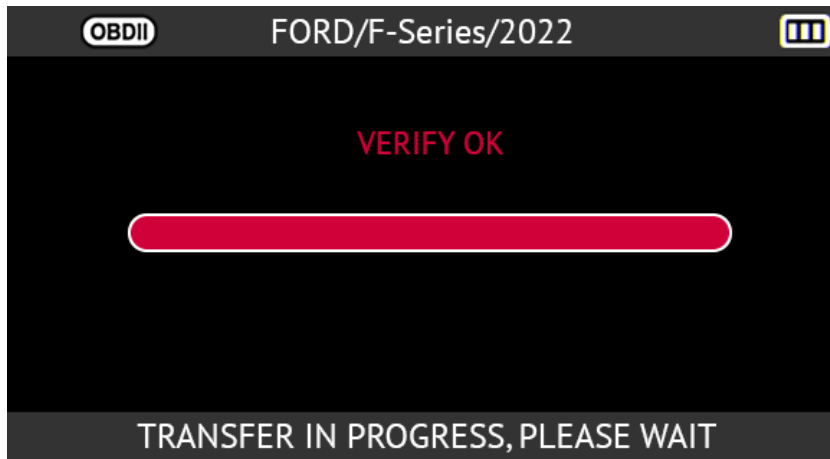 OBDII FORD/F-Series/2022
VERIFY OK
TRANSFER IN PROGRESS, PLEASE WAIT